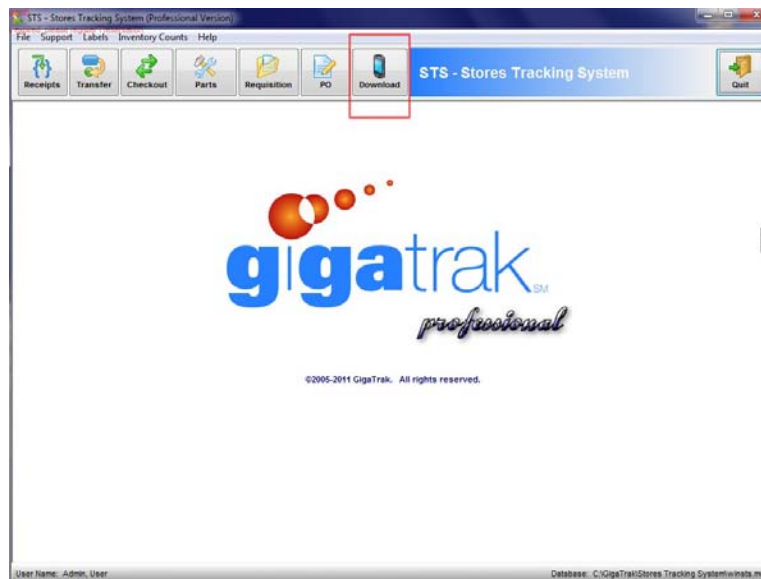 STS - Stores Tracking System (Professional Version)
File Support Labels Inventory Counts Help
Receipts Transfer Checkout Parts Requisition PO Download STS - Stores Tracking System Quit
gigatrak SM
professional
©2005-2011 GigaTrak. All rights reserved.
User Name: Admin, User Database: C:\GigaTrak\Stores Tracking System\winsts.m